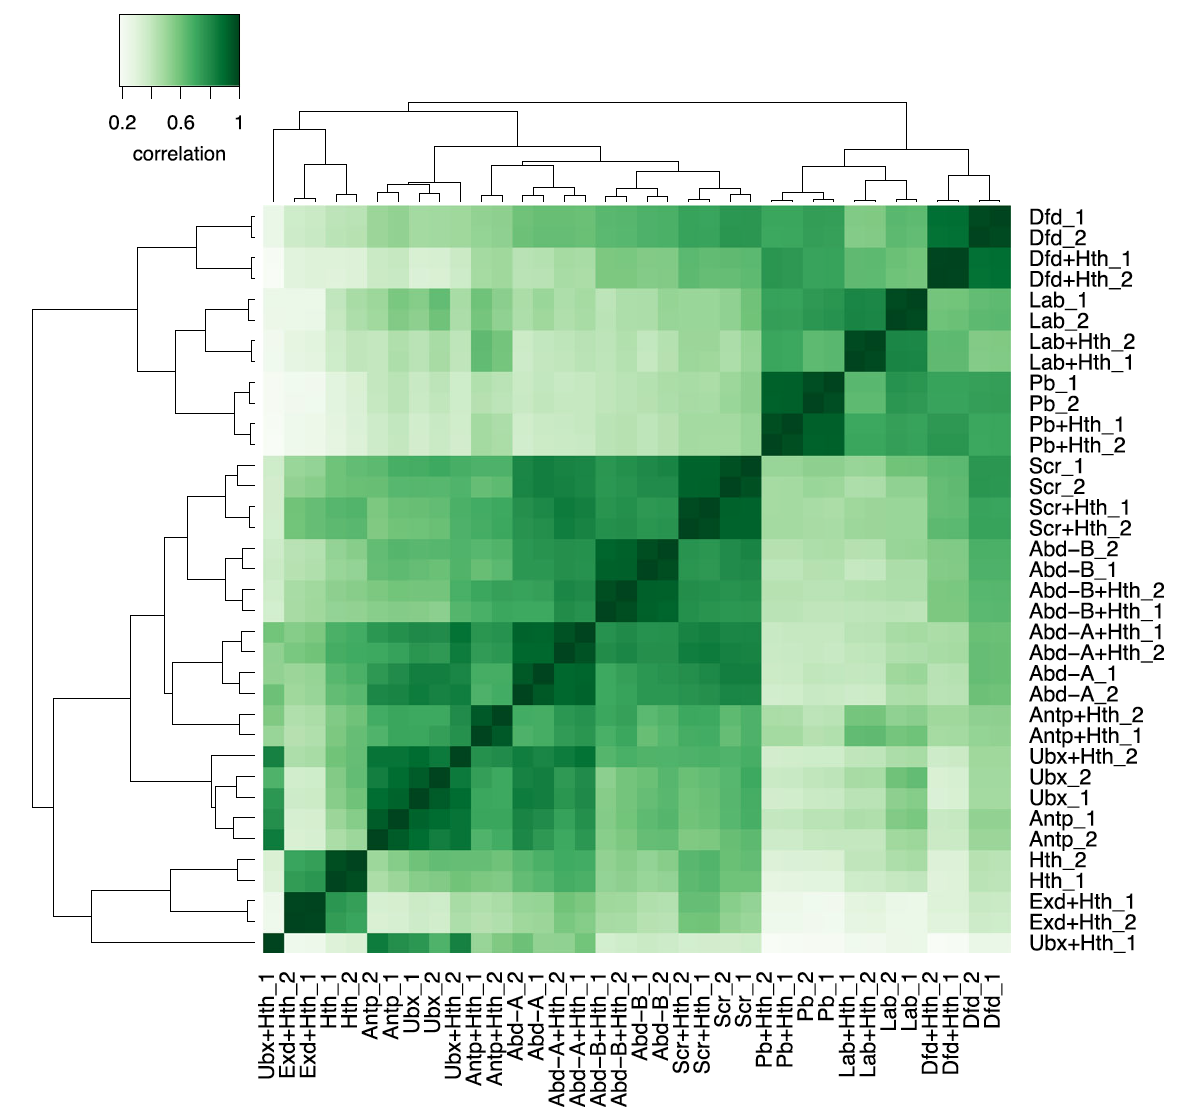 0.2 0.6 1
correlation
Dfd_1
Dfd_2
Dfd+Hth_1
Dfd+Hth_2
Lab_1
Lab_2
Lab+Hth_2
Lab+Hth_1
Pb_1
Pb_2
Pb+Hth_1
Pb+Hth_2
Scr_1
Scr_2
Scr+Hth_1
Scr+Hth_2
Abd−B_2
Abd−B_1
Abd−B+Hth_2
Abd−B+Hth_1
Abd−A+Hth_1
Abd−A+Hth_2
Abd−A_1
Abd−A_2
Antp+Hth_2
Antp+Hth_1
Ubx+Hth_2
Ubx_2
Ubx_1
Antp_1
Antp_2
Hth_2
Hth_1
Exd+Hth_1
Exd+Hth_2
Ubx+Hth_1
Ubx+Hth_1
Exd+Hth_2
Exd+Hth_1
Hth_1
Hth_2
Antp_2
Antp_1
Ubx_1
Ubx_2
Ubx+Hth_2
Antp+Hth_1
Antp+Hth_2
Abd−A_2
Abd−A_1
Abd−A+Hth_2
Abd−A+Hth_1
Abd−B+Hth_1
Abd−B+Hth_2
Abd−B_1
Abd−B_2
Scr+Hth_2
Scr+Hth_1
Scr_2
Scr_1
Pb+Hth_2
Pb+Hth_1
Pb_2
Pb_1
Lab+Hth_1
Lab+Hth_2
Lab_2
Lab_1
Dfd+Hth_2
Dfd+Hth_1
Dfd_2
Dfd_1